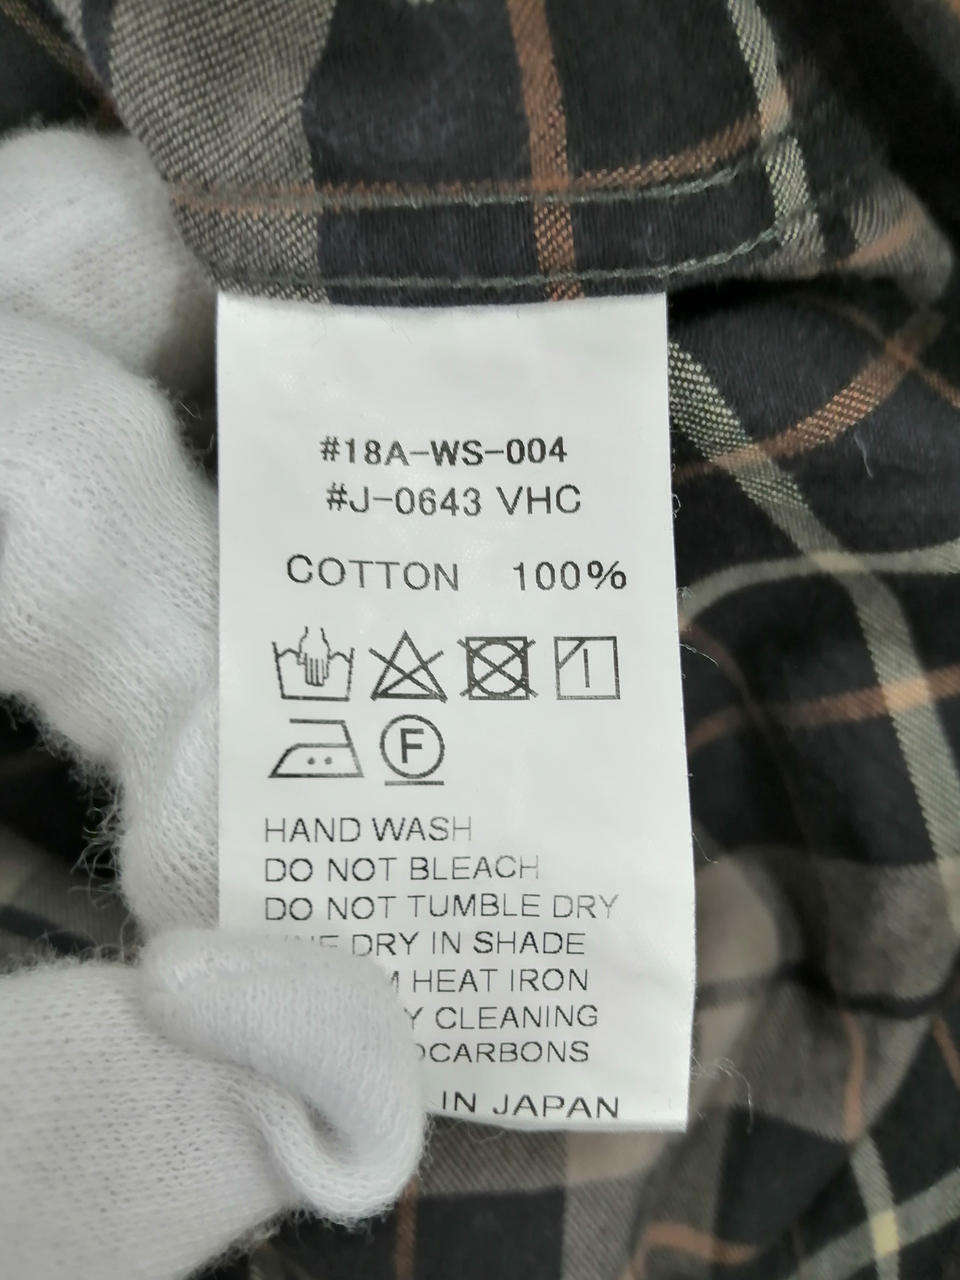 #18A-WS-004
#J-0643 VHC
COTTON 100%
F
HAND WASH
DO NOT BLEACH
DO NOT TUMBLE DRY
DRY IN SHADE
HEAT IRON
CLEANING
IN JAPAN